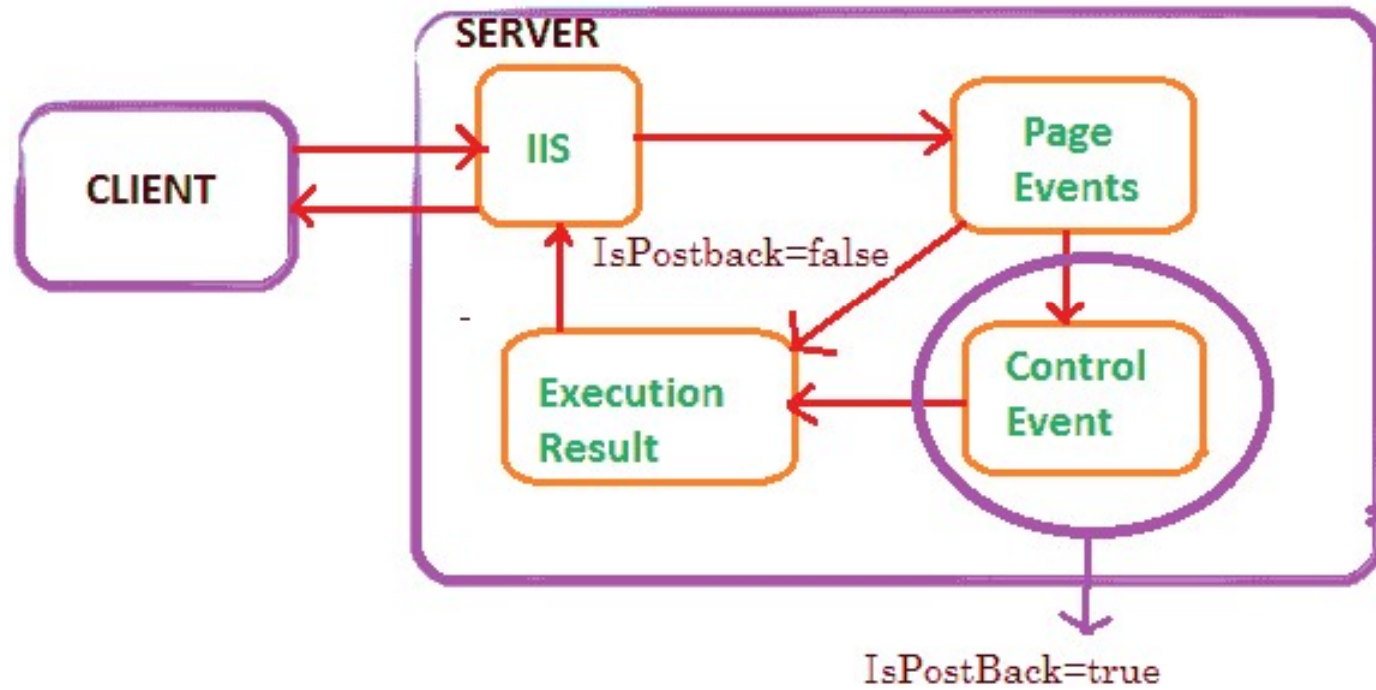 SERVER
IIS
Page
Events
CLIENT
IsPostback=false
Control
Event
Execution
Result
IsPostBack=true